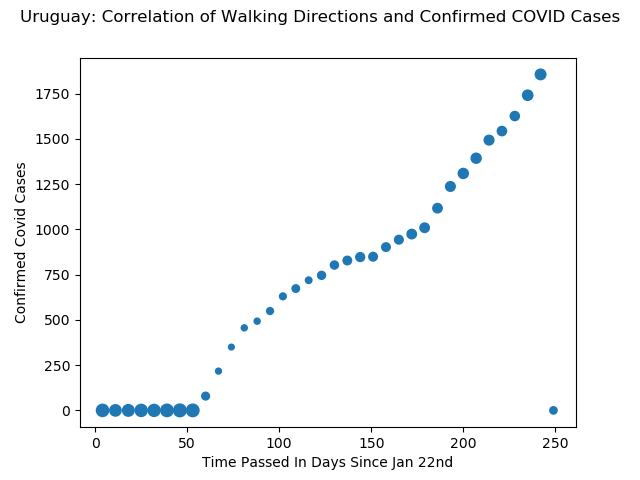 Uruguay: Correlation of Walking Directions and Confirmed COVID Cases
1750
1500
1250
1000
750
500
250
0
Confirmed Covid Cases
0 50 100 150 200 250
Time Passed In Days Since Jan 22nd